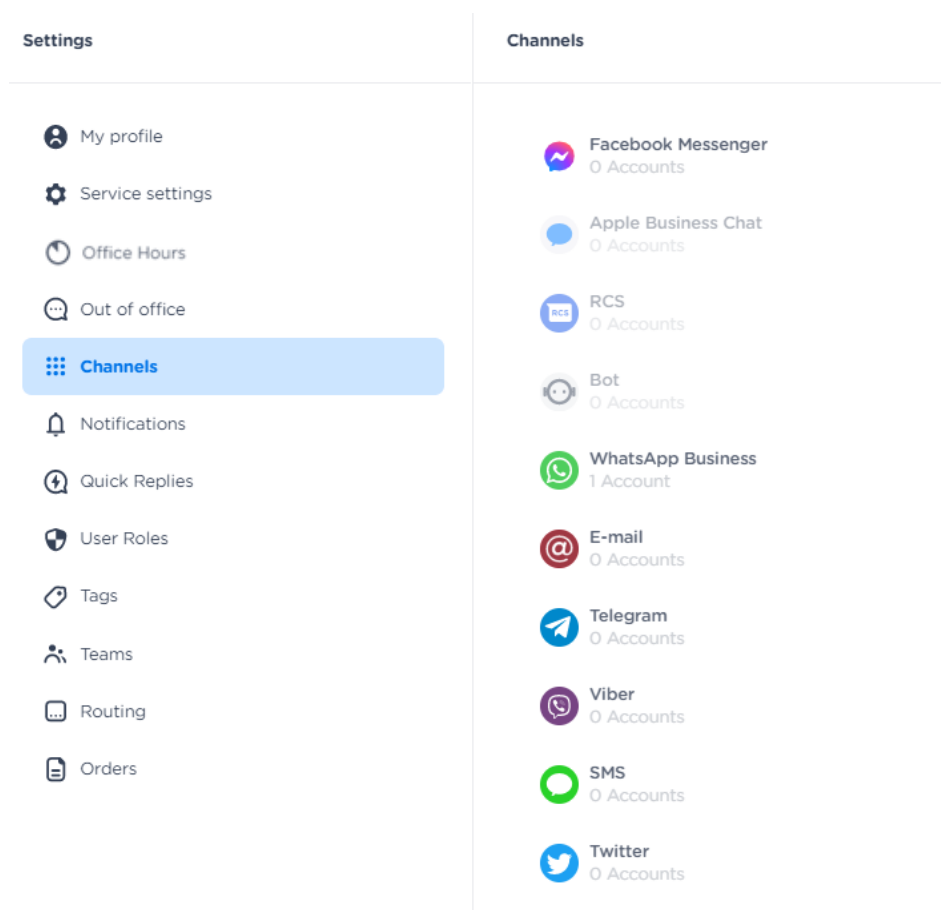 Settings
My profile
Service settings
Office Hours
Out of office
Channels
Notifications
Quick Replies
User Roles
Tags
Teams
Routing
Orders
Channels
Facebook Messenger
0 Accounts
Apple Business Chat
0 Accounts
RCS
RCS
0 Accounts
Bot
0 Accounts
WhatsApp Business
1 Account
E-mail
0 Accounts
Telegram
0 Accounts
Viber
0 Accounts
SMS
0 Accounts
Twitter
0 Accounts